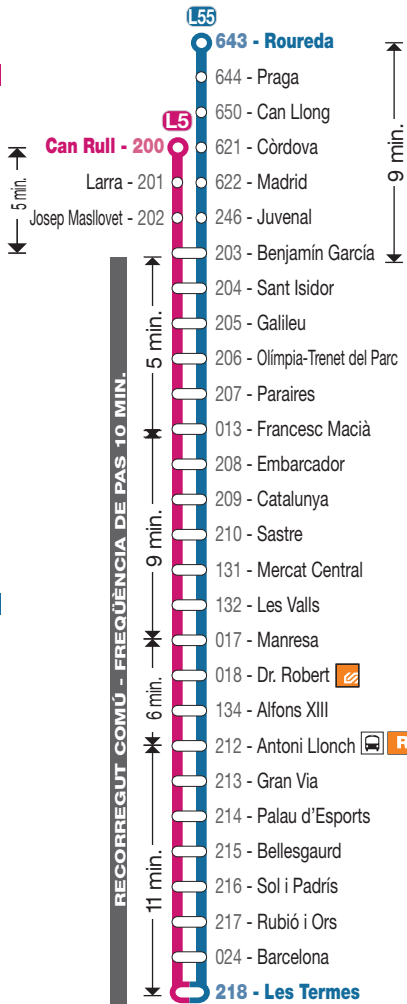 L55
643 - Roureda
644 - Praga
650 - Can Llong
L5
Can Rull - 200
621 - Còrdova
Larra - 201
622 - Madrid
Josep Masllovet - 202
246 - Juvenal
5 min.
9 min.
203 - Benjamín García
204 - Sant Isidor
205 - Galileu
206 - Olímpia-Trenet del Parc
207 - Paraires
013 - Francesc Macià
208 - Embarcador
209 - Catalunya
210 - Sastre
131 - Mercat Central
132 - Les Valls
017 - Manresa
018 - Dr. Robert
134 - Alfons XIII
212 - Antoni Llonch R
213 - Gran Via
214 - Palau d'Esports
215 - Bellesgaurd
216 - Sol i Padrís
217 - Rubió i Ors
024 - Barcelona
218 - Les Termes
5 min.
9 min.
6 min.
11 min.
RECORREGUT COMÚ - FREQÜÈNCIA DE PAS 10 MIN.